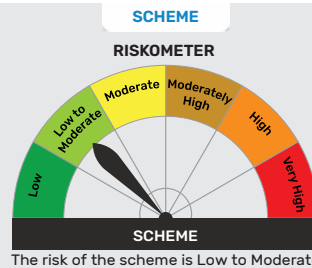 SCHEME
RISKOMETER
Low
Low to
Moderate
Moderate
Moderately
High
High
Very High
SCHEME
The risk of the scheme is Low to Moderat